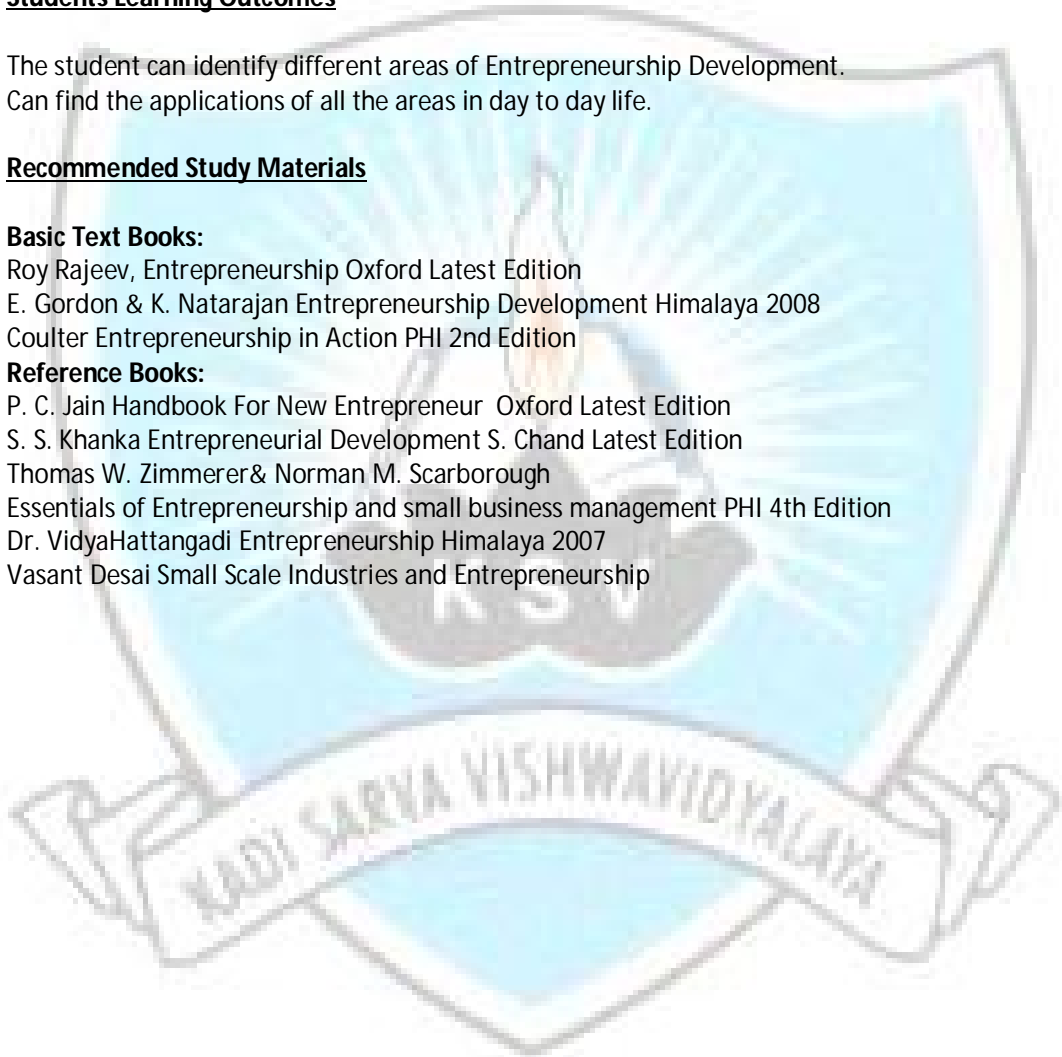 Students Learning Outcomes
The student can identify different areas of Entrepreneurship Development.
Can find the applications of all the areas in day to day life.
Recommended Study Materials
Basic Text Books:
Roy Rajeev, Entrepreneurship Oxford Latest Edition
E. Gordon & K. Natarajan Entrepreneurship Development Himalaya 2008
Coulter Entrepreneurship in Action PHI 2nd Edition
Reference Books:
P. C. Jain Handbook For New Entrepreneur Oxford Latest Edition
S. S. Khanka Entrepreneurial Development S. Chand Latest Edition
Thomas W. Zimmerer& Norman M. Scarborough
Essentials of Entrepreneurship and small business management PHI 4th Edition
Dr. VidyaHattangadi Entrepreneurship Himalaya 2007
Vasant Desai Small Scale Industries and Entrepreneurship
K S V
KADI SARVA VISHWAVIDYALAYA